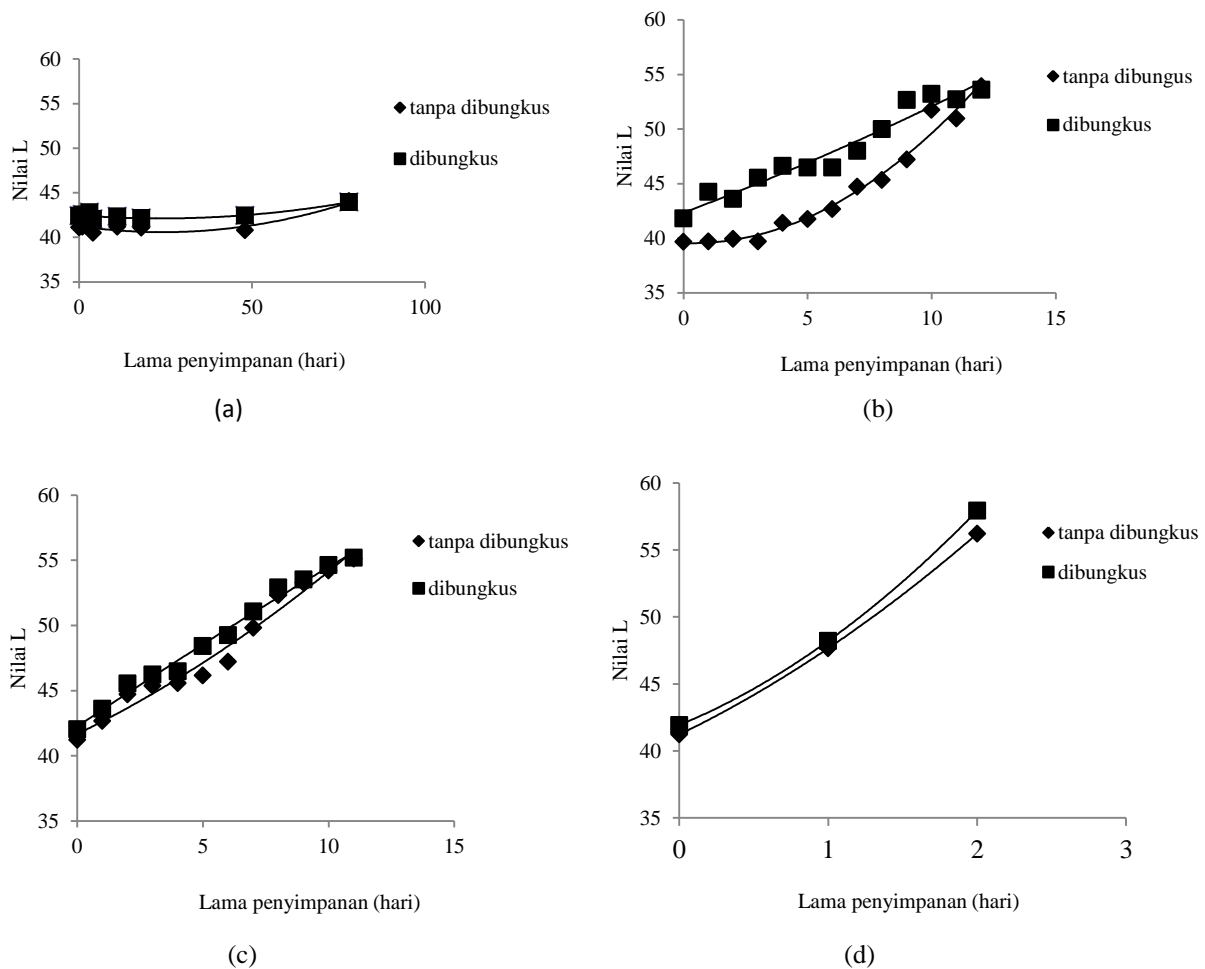 60
55
50
45
40
35
Nilai L
0
50
100
Lama penyimpanan (hari)
tanpa dibungkus
dibungkus
(a)
60
55
50
45
40
35
Nilai L
0
5
10
15
Lama penyimpanan (hari)
tanpa dibungus
dibungkus
(b)
60
55
50
45
40
35
Nilai L
0
5
10
15
Lama penyimpanan (hari)
tanpa dibungkus
dibungkus
(c)
60
55
50
45
40
35
Nilai L
0
1
2
3
Lama penyimpanan (hari)
tanpa dibungkus
dibungkus
(d)